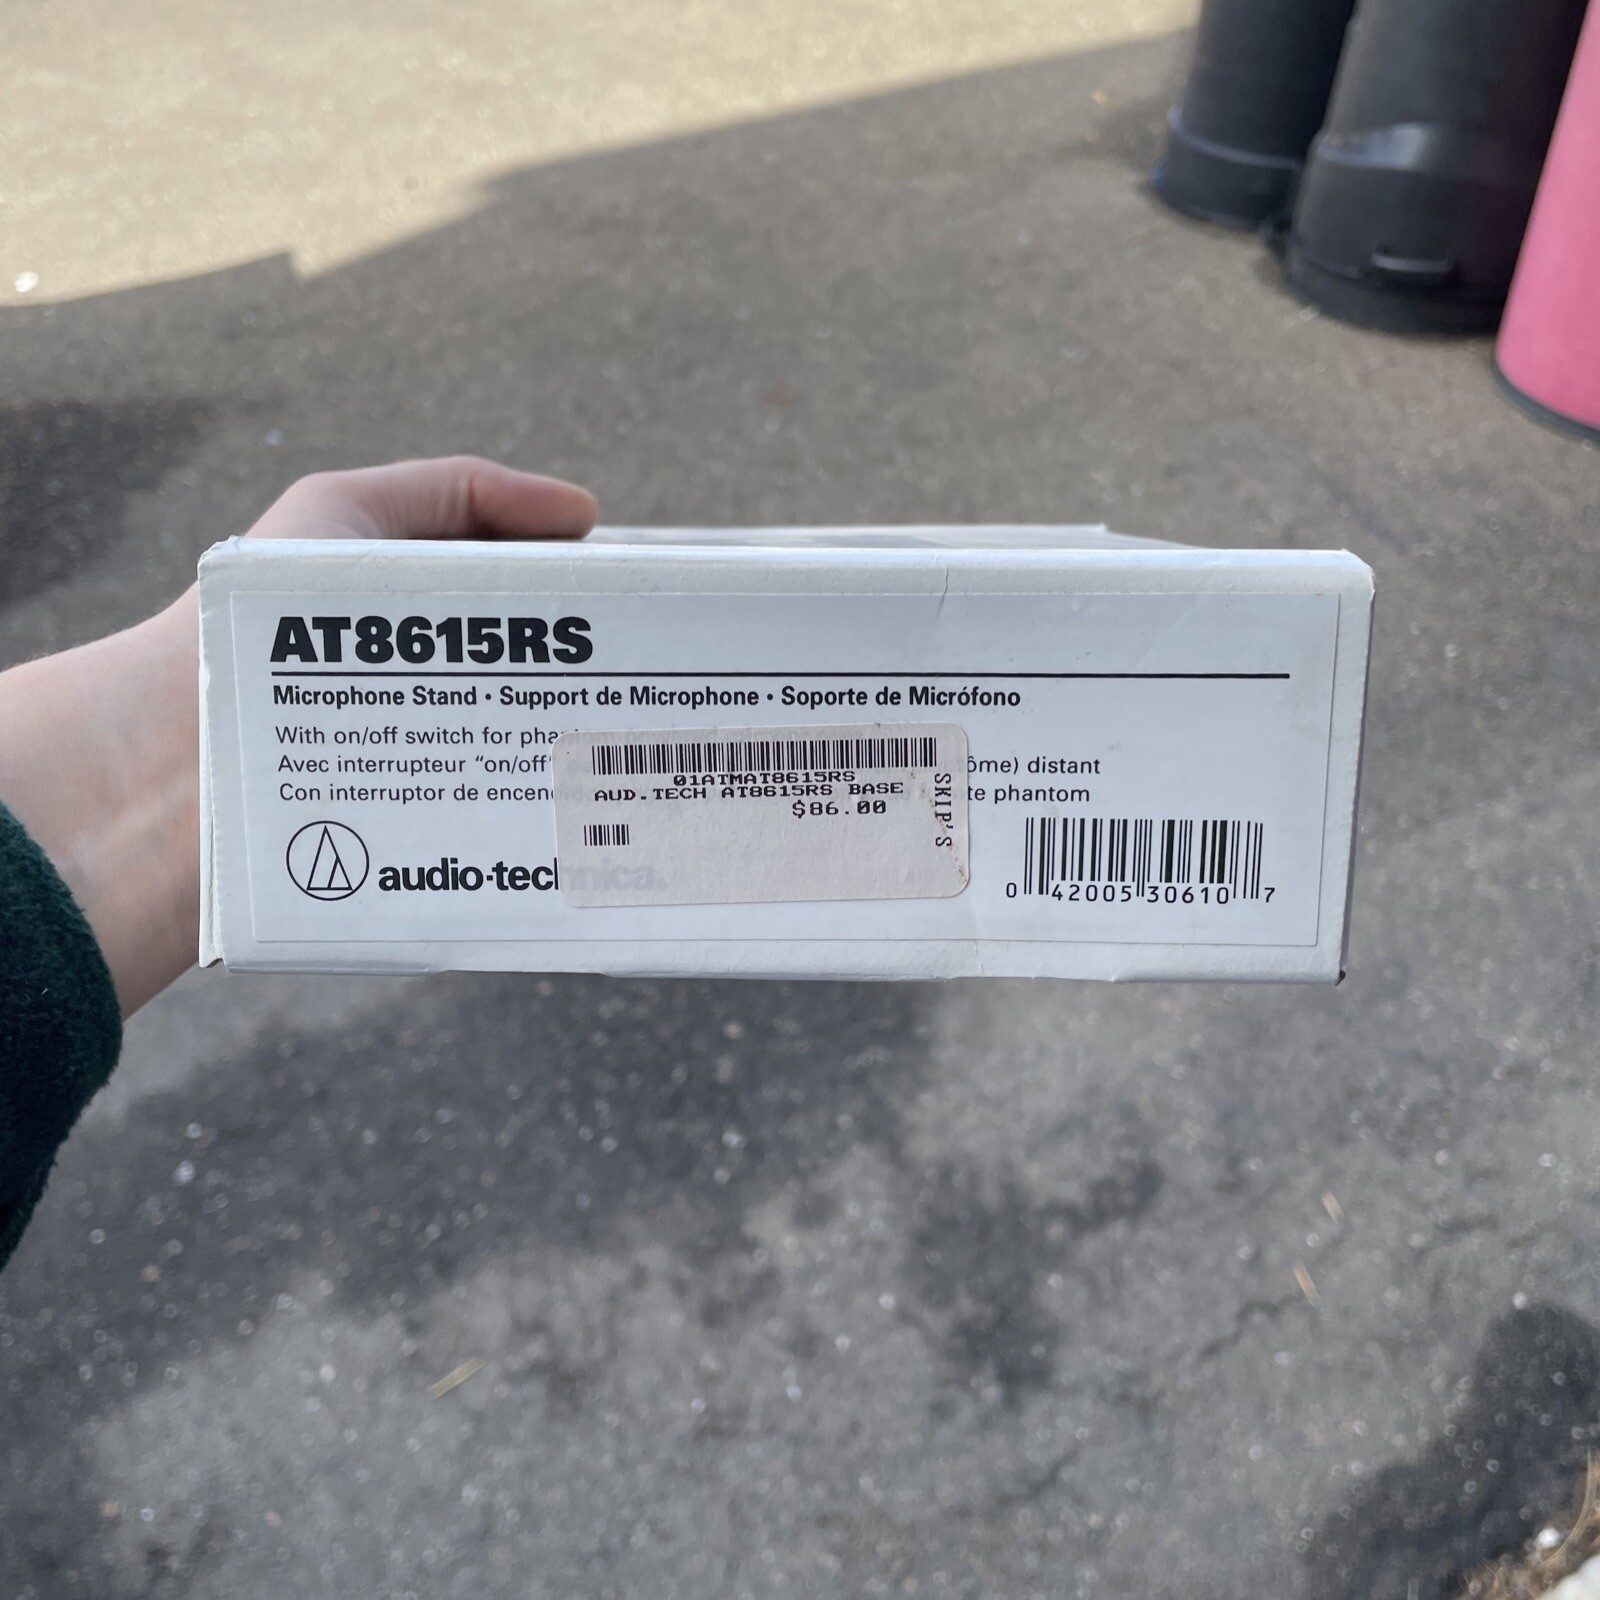 AT8615RS
Microphone Stand • Support de Microphone • Soporte de Micrófono
With on/off switch for phantom
Avec interrupteur "on/off" ôme) distant
Con interruptor de encen te phantom
01ATMAT8615RS
AUD.TECH AT8615RS BASE
$86.00
SKIP'S
audio-technica.
0 42005 30610 7